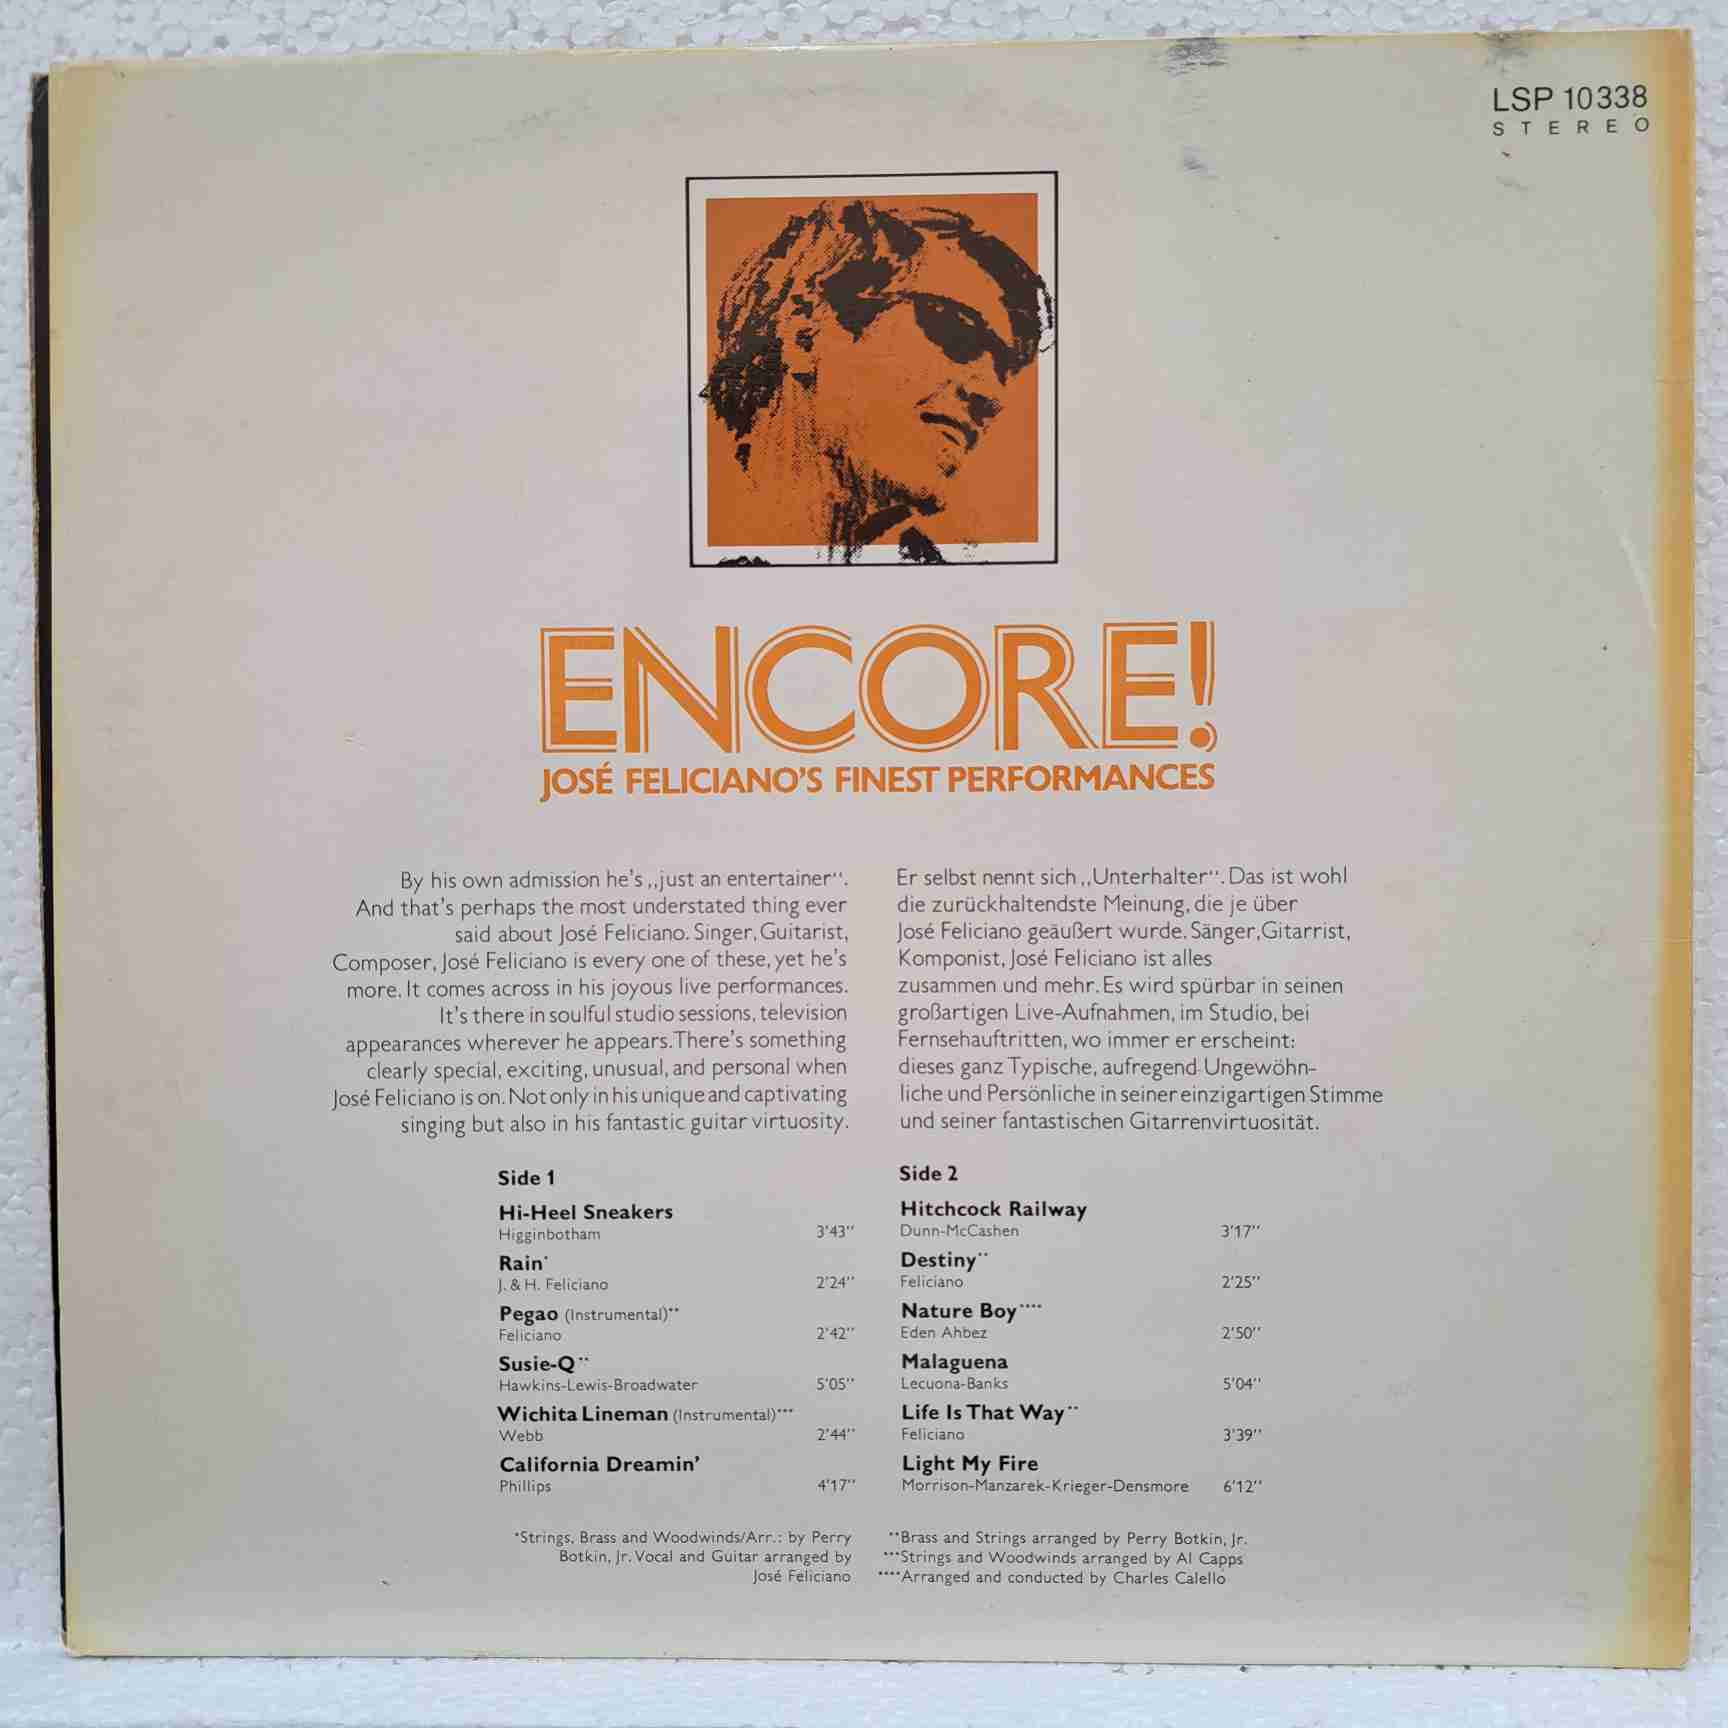 LSP 10338
STEREO
ENCORE!
JOSÉ FELICIANO'S FINEST PERFORMANCES
By his own admission he's ,,just an entertainer''.
And that's perhaps the most understated thing ever
said about José Feliciano. Singer, Guitarist,
Composer, José Feliciano is every one of these, yet he's
more. It comes across in his joyous live performances.
It's there in soulful studio sessions, television
appearances wherever he appears. There's something
clearly special, exciting, unusual, and personal when
José Feliciano is on. Not only in his unique and captivating
singing but also in his fantastic guitar virtuosity.
Er selbst nennt sich ,,Unterhalter''. Das ist wohl
die zurückhaltendste Meinung, die je über
José Feliciano geäußert wurde. Sänger, Gitarrist,
Komponist, José Feliciano ist alles
zusammen und mehr. Es wird spürbar in seinen
großartigen Live-Aufnahmen, im Studio, bei
Fernsehauftritten, wo immer er erscheint:
dieses ganz Typische, aufregend Ungewöhn-
liche und Persönliche in seiner einzigartigen Stimme
und seiner fantastischen Gitarrenvirtuosität.
Side 1
Hi-Heel Sneakers
Higginbotham 3'43''
Rain*
J. & H. Feliciano 2'24''
Pegao (Instrumental)**
Feliciano 2'42''
Susie-Q**
Hawkins-Lewis-Broadwater 5'05''
Wichita Lineman (Instrumental)***
Webb 2'44''
California Dreamin'
Phillips 4'17''
Side 2
Hitchcock Railway
Dunn-McCashen 3'17''
Destiny**
Feliciano 2'25''
Nature Boy****
Eden Ahbez 2'50''
Malaguena
Lecuona-Banks 5'04''
Life Is That Way**
Feliciano 3'39''
Light My Fire
Morrison-Manzarek-Krieger-Densmore 6'12''
*Strings, Brass and Woodwinds/Arr.: by Perry
Botkin, Jr. Vocal and Guitar arranged by
José Feliciano
**Brass and Strings arranged by Perry Botkin, Jr.
***Strings and Woodwinds arranged by Al Capps
****Arranged and conducted by Charles Calello